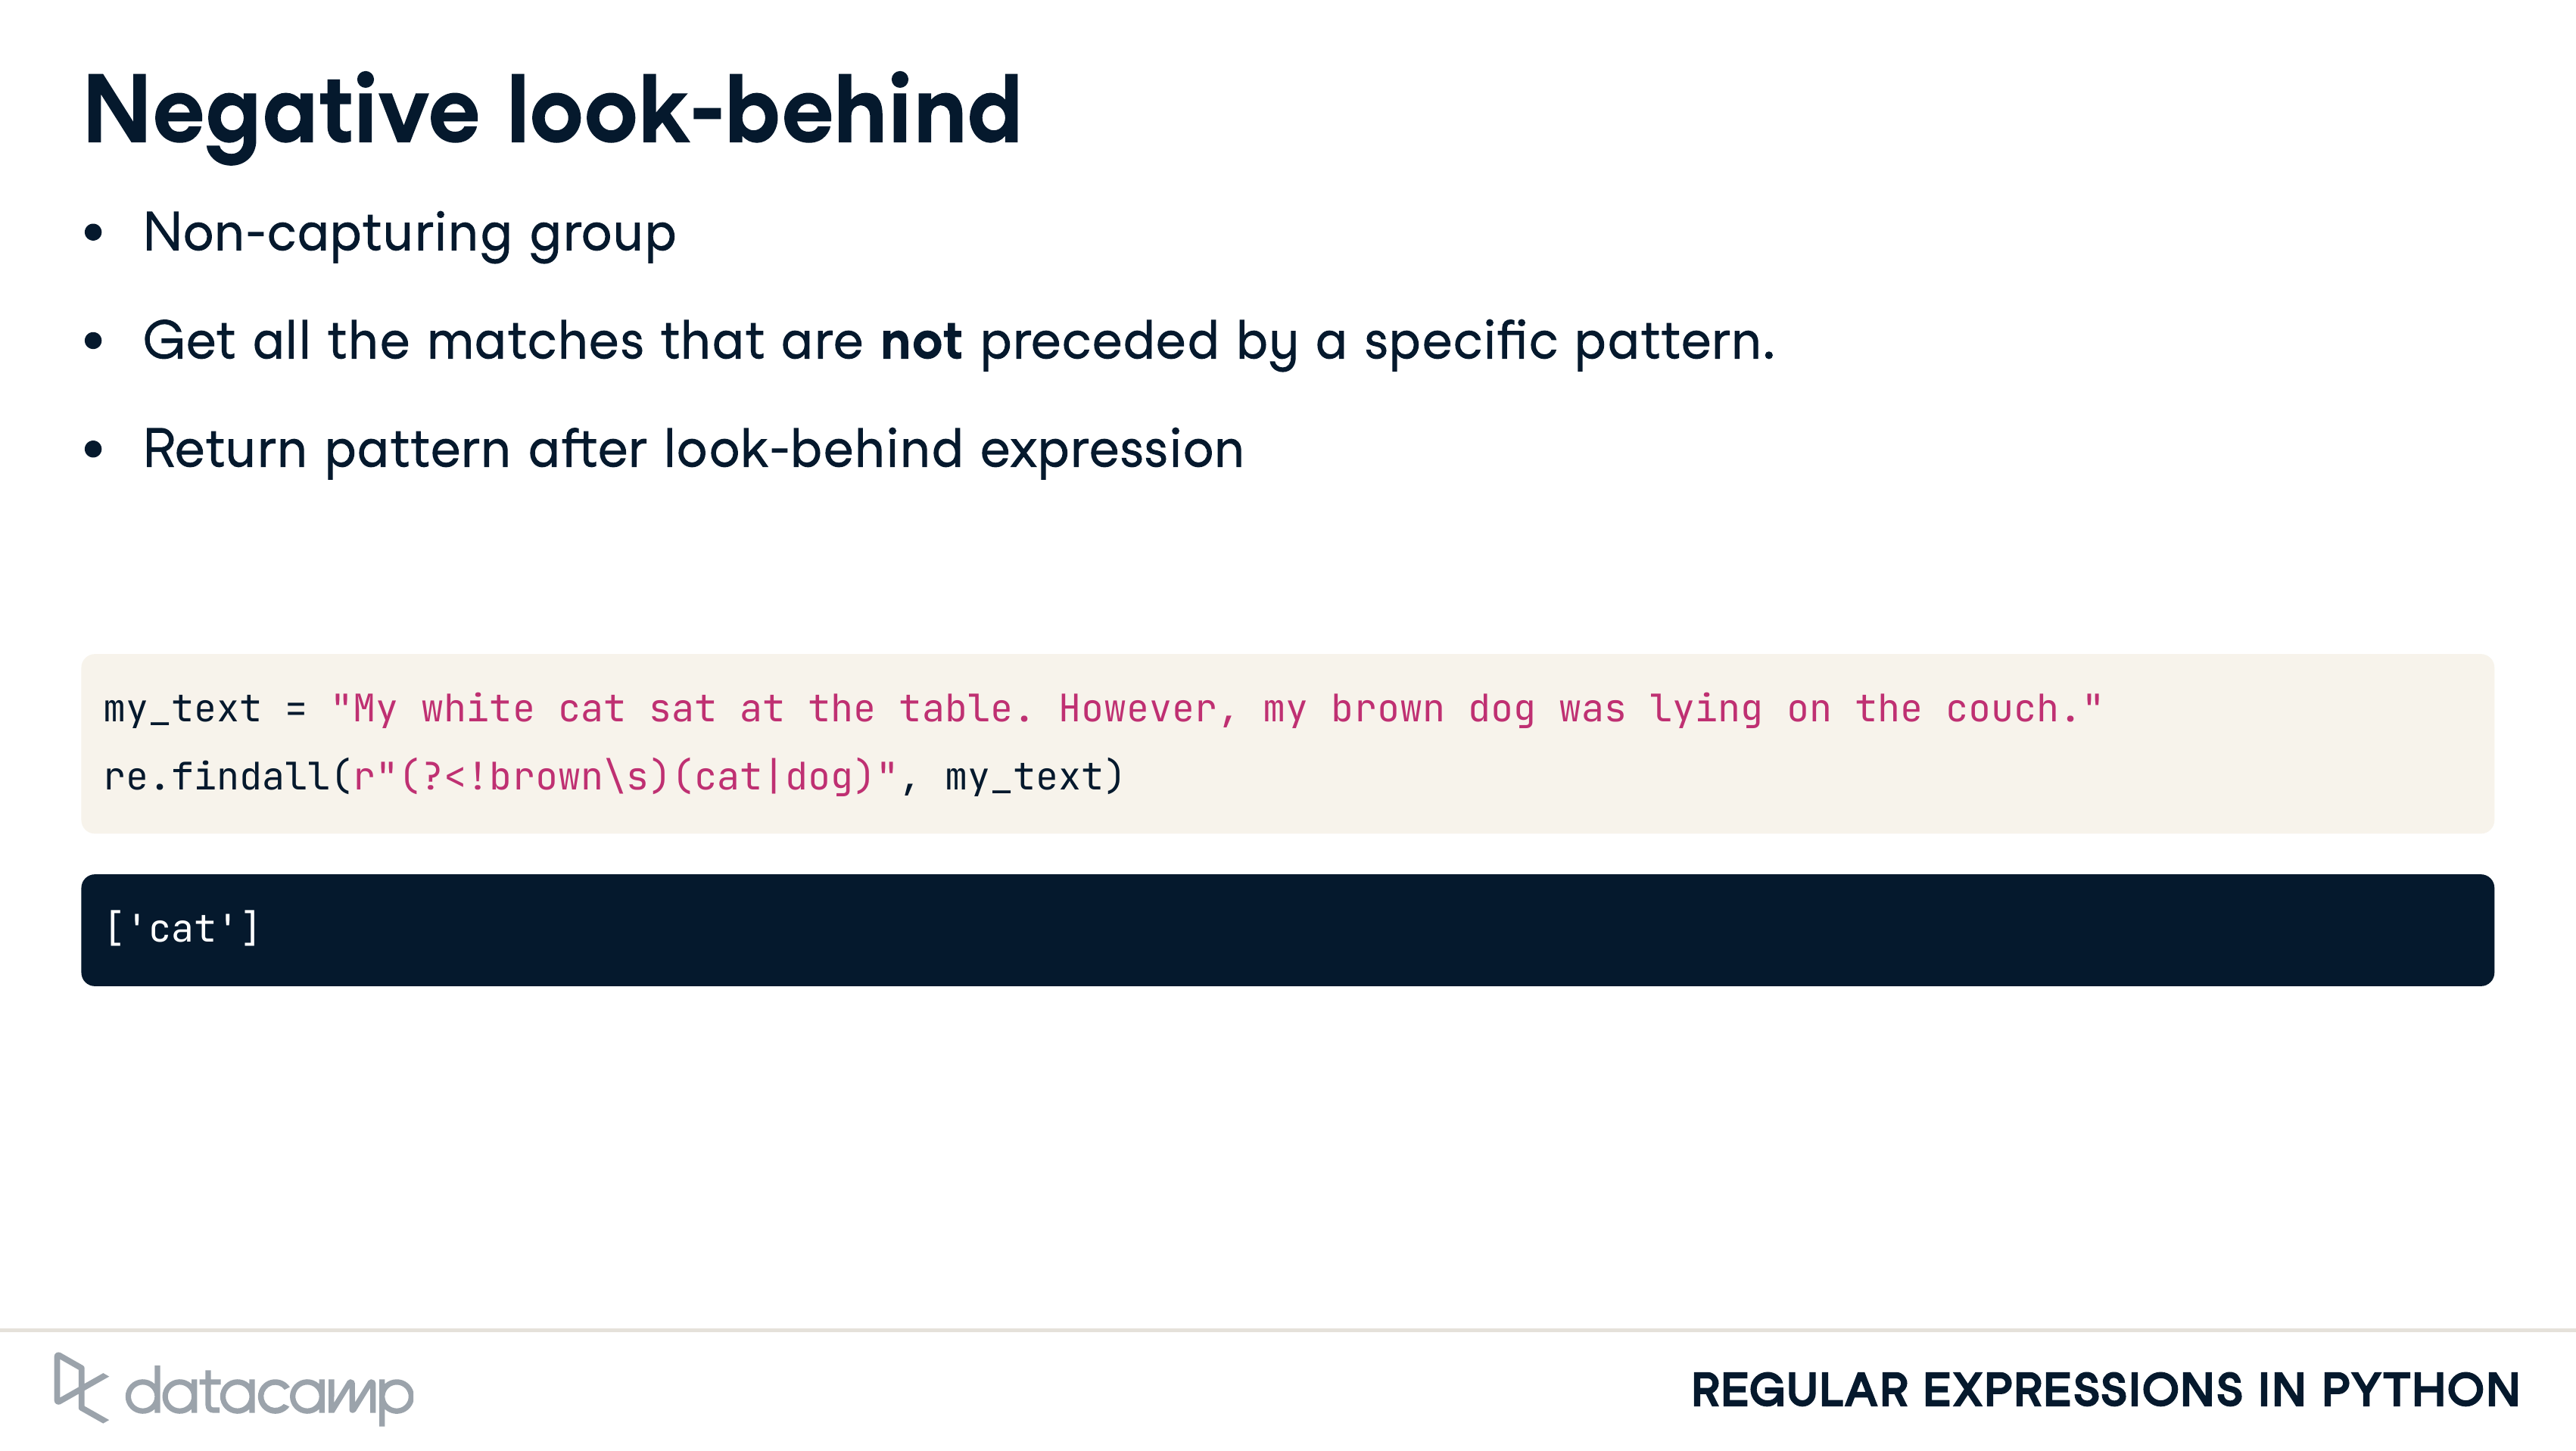 Negative look-behind
• Non-capturing group
• Get all the matches that are not preceded by a specific pattern.
• Return pattern after look-behind expression
my_text = "My white cat sat at the table. However, my brown dog was lying on the couch."
re.findall(r"(?<!brown\s)(cat|dog)", my_text)
['cat']
datacamp
REGULAR EXPRESSIONS IN PYTHON